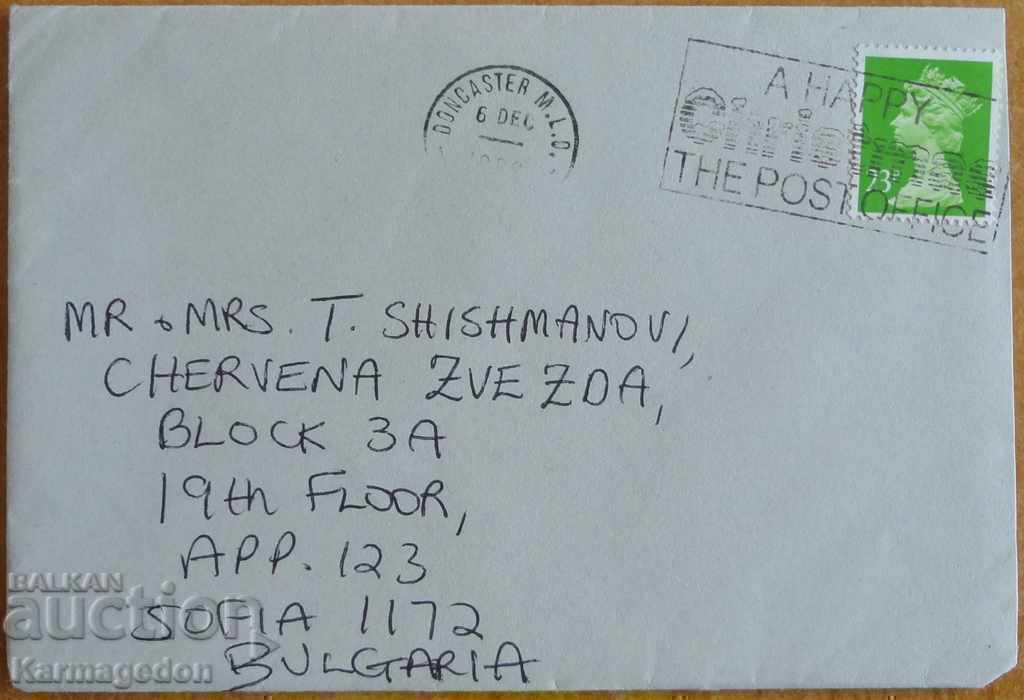 DONCASTER M.L.O.
6 DEC
A HAPPY
THE POST OFFICE
23P
MR + MRS. T. SHISHMANOVI,
CHERVENA ZVEZDA,
BLOCK 3A
19th FLOOR,
APP. 123
SOFIA 1172
BULGARIA
BALKAN
auction
Karmagedon